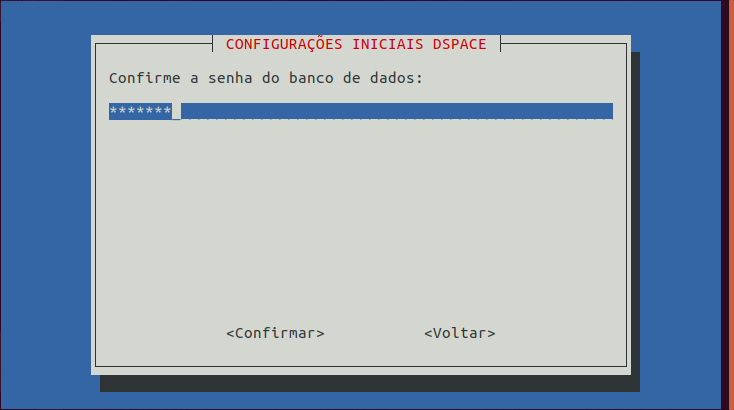 CONFIGURAÇÕES INICIAIS DSPACE
Confirme a senha do banco de dados:
*******_
<Confirmar> <Voltar>